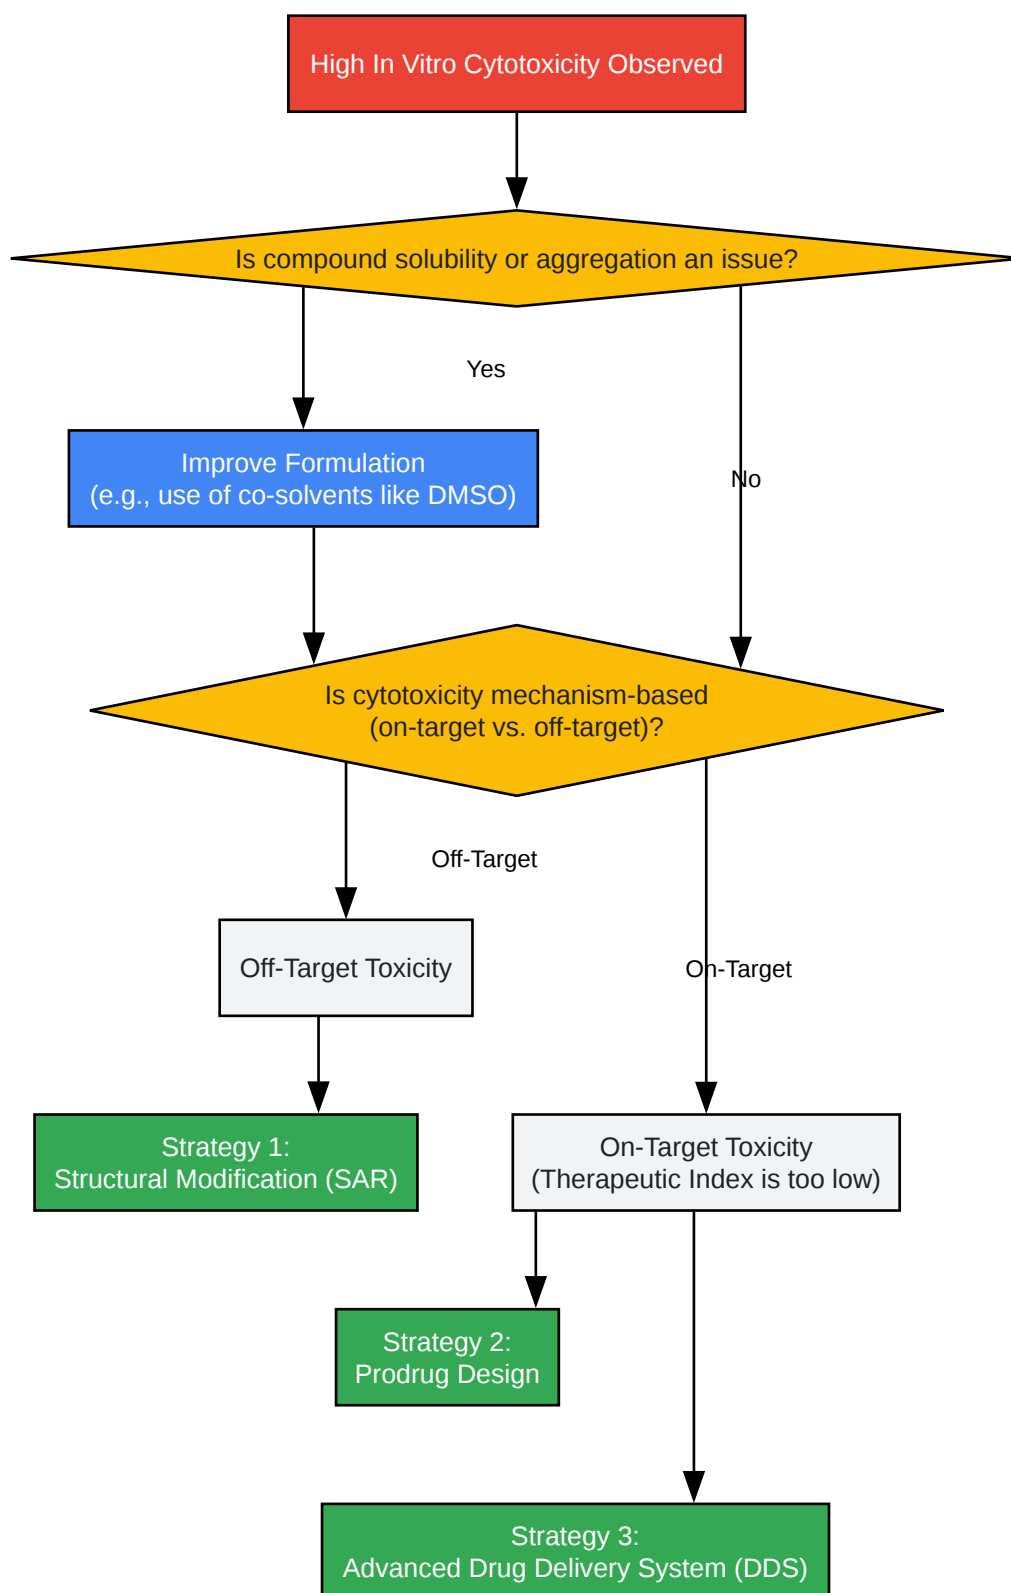 High In Vitro Cytotoxicity Observed
Is compound solubility or aggregation an issue?
Yes
Improve Formulation
(e.g., use of co-solvents like DMSO)
No
Is cytotoxicity mechanism-based
(on-target vs. off-target)?
Off-Target
Off-Target Toxicity
On-Target
Strategy 1:
Structural Modification (SAR)
On-Target Toxicity
(Therapeutic Index is too low)
Strategy 2:
Prodrug Design
Strategy 3:
Advanced Drug Delivery System (DDS)